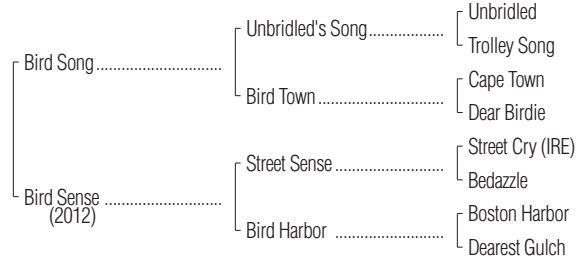 Unbridled
Unbridled's Song...................
Trolley Song
Bird Song................................
Cape Town
Bird Town................................
Dear Birdie
Street Cry (IRE)
Street Sense............................
Bedazzle
Bird Sense ..............................
(2012)
Boston Harbor
Bird Harbor ...........................
Dearest Gulch